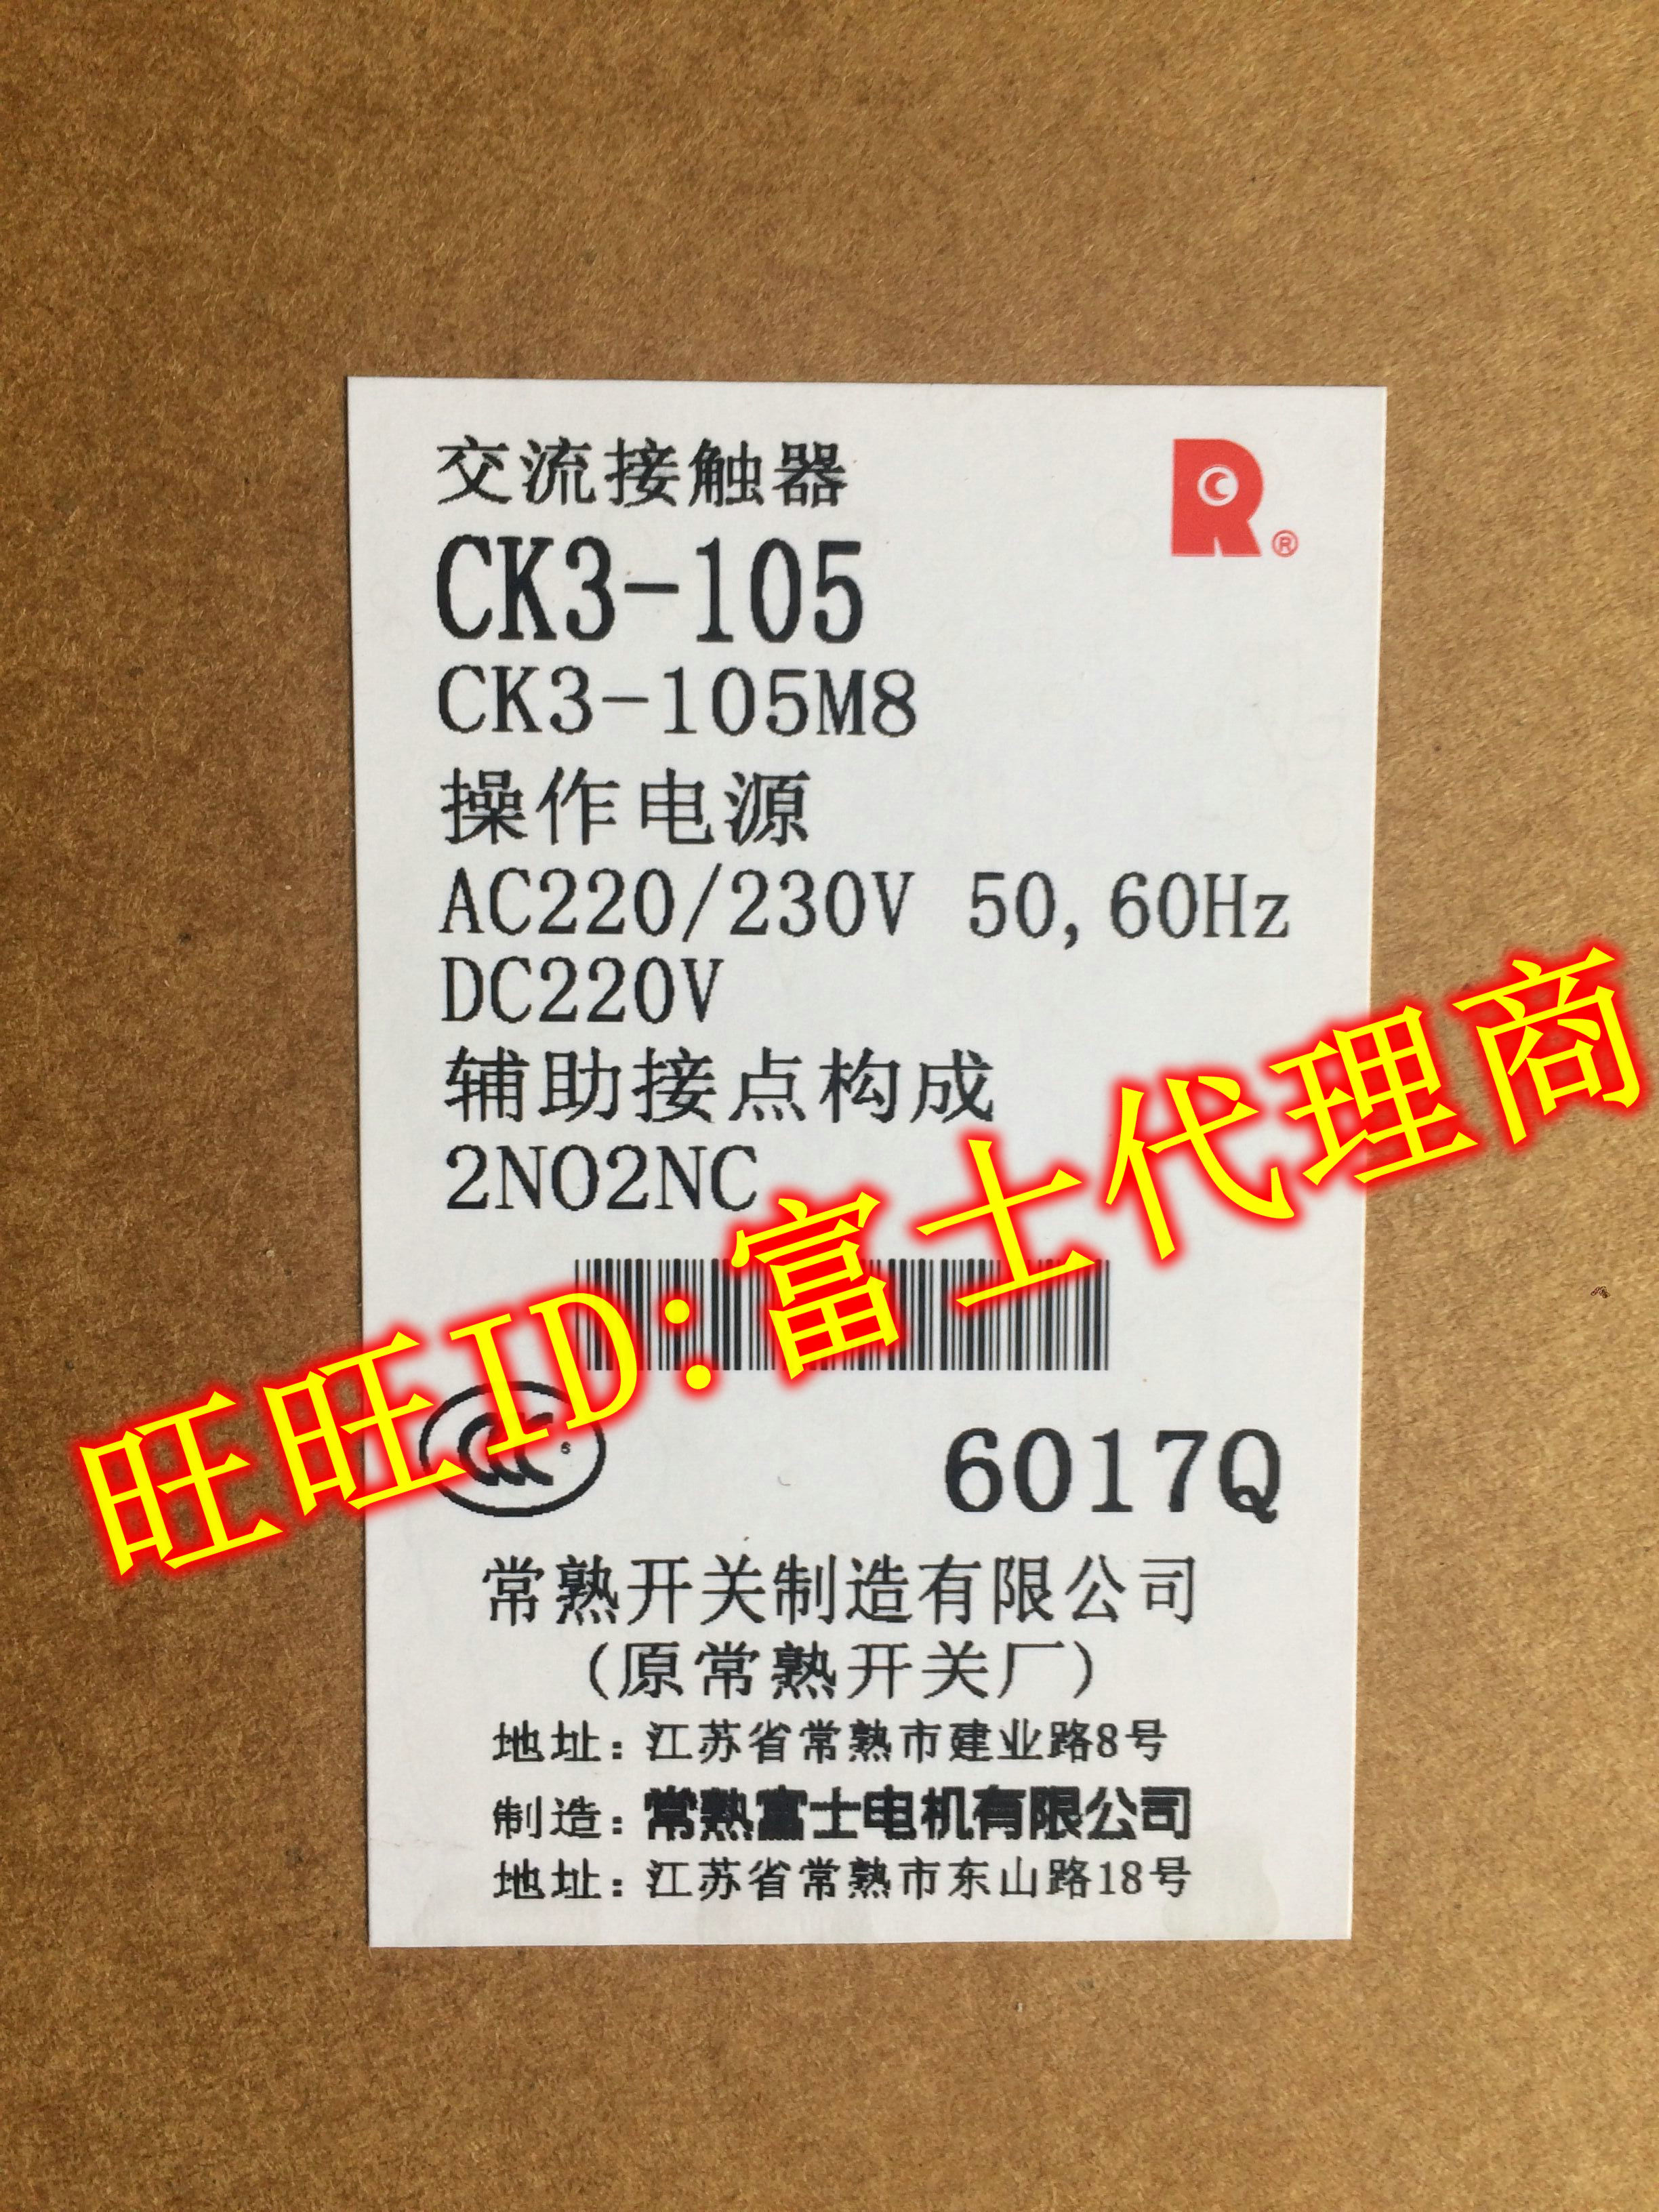 交流接触器
R®
CK3-105
CK3-105M8
操作电源
AC220/230V 50,60Hz
DC220V
辅助接点构成
2NO2NC
旺旺ID:富士代理商
6017Q
常熟开关制造有限公司
(原常熟开关厂)
地址:江苏省常熟市建业路8号
制造:常熟富士电机有限公司
地址:江苏省常熟市东山路18号